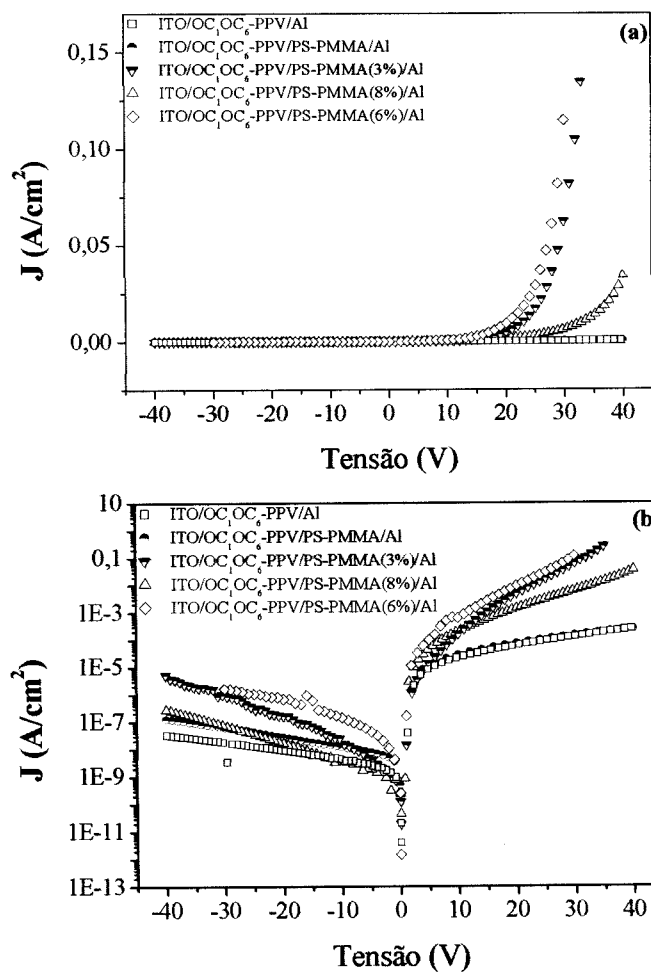 (a)
ITO/OC₁OC₆-PPV/Al
ITO/OC₁OC₆-PPV/PS-PMMA/Al
ITO/OC₁OC₆-PPV/PS-PMMA(3%)/Al
ITO/OC₁OC₆-PPV/PS-PMMA(8%)/Al
ITO/OC₁OC₆-PPV/PS-PMMA(6%)/Al
0,15
0,10
0,05
0,00
J (A/cm²)
-40 -30 -20 -10 0 10 20 30 40
Tensão (V)
(b)
ITO/OC₁OC₆-PPV/Al
ITO/OC₁OC₆-PPV/PS-PMMA/Al
ITO/OC₁OC₆-PPV/PS-PMMA(3%)/Al
ITO/OC₁OC₆-PPV/PS-PMMA(8%)/Al
ITO/OC₁OC₆-PPV/PS-PMMA(6%)/Al
10
0,1
1E-3
1E-5
1E-7
1E-9
1E-11
1E-13
J (A/cm²)
-40 -30 -20 -10 0 10 20 30 40
Tensão (V)